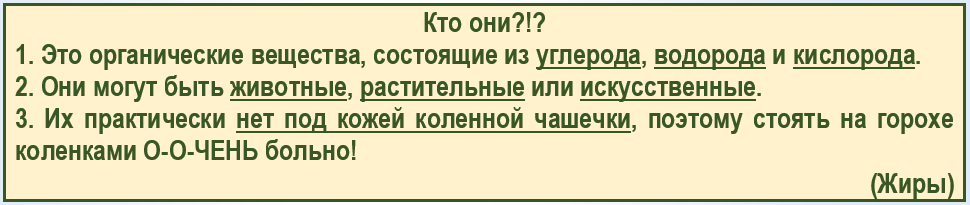 Кто они?!?
1. Это органические вещества, состоящие из углерода, водорода и кислорода.
2. Они могут быть животные, растительные или искусственные.
3. Их практически нет под кожей коленной чашечки, поэтому стоять на горохе
коленками О-О-ЧЕНЬ больно!
(Жиры)